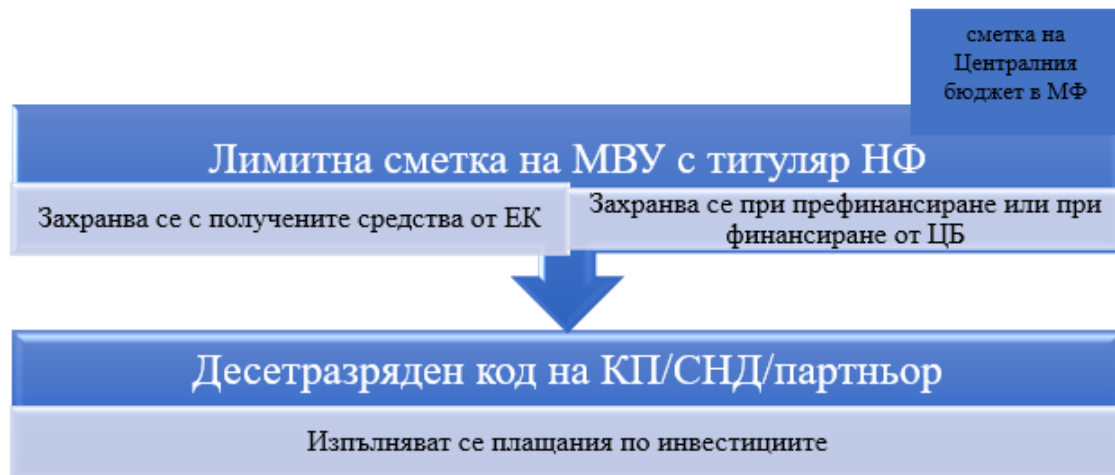 сметка на
Централния
бюджет в МФ
Лимитна сметка на МВУ с титуляр НФ
Захранва се с получените средства от ЕК
Захранва се при префинансиране или при
финансиране от ЦБ
Десетразряден код на КП/СНД/партньор
Изпълняват се плащания по инвестициите